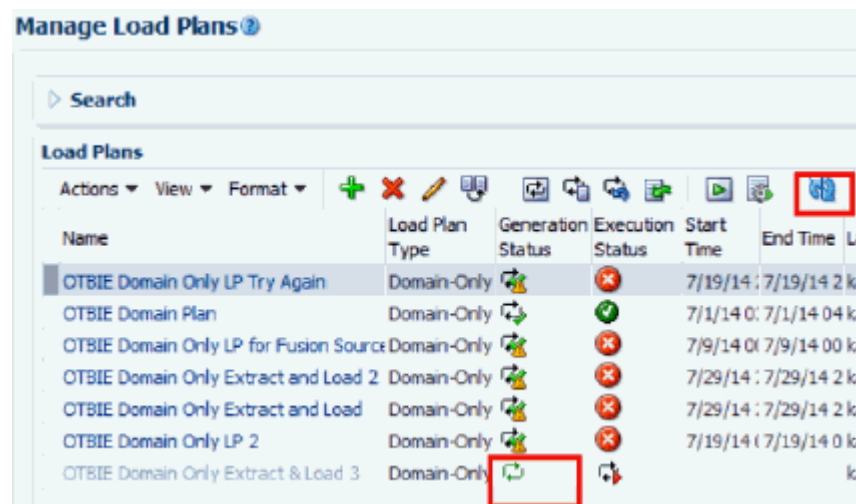 Manage Load Plans
Search
Load Plans
Actions View Format
Name Load Plan Type Generation Status Execution Status Start Time End Time L
OTBIE Domain Only LP Try Again Domain-Only 7/19/14 7/19/14 2 k
OTBIE Domain Plan Domain-Only 7/1/14 0 7/1/14 04 k
OTBIE Domain Only LP for Fusion Source Domain-Only 7/9/14 0 7/9/14 00 k
OTBIE Domain Only Extract and Load 2 Domain-Only 7/29/14 7/29/14 2 k
OTBIE Domain Only Extract and Load Domain-Only 7/29/14 7/29/14 2 k
OTBIE Domain Only LP 2 Domain-Only 7/19/14 7/19/14 0 k
OTBIE Domain Only Extract & Load 3 Domain-Only k